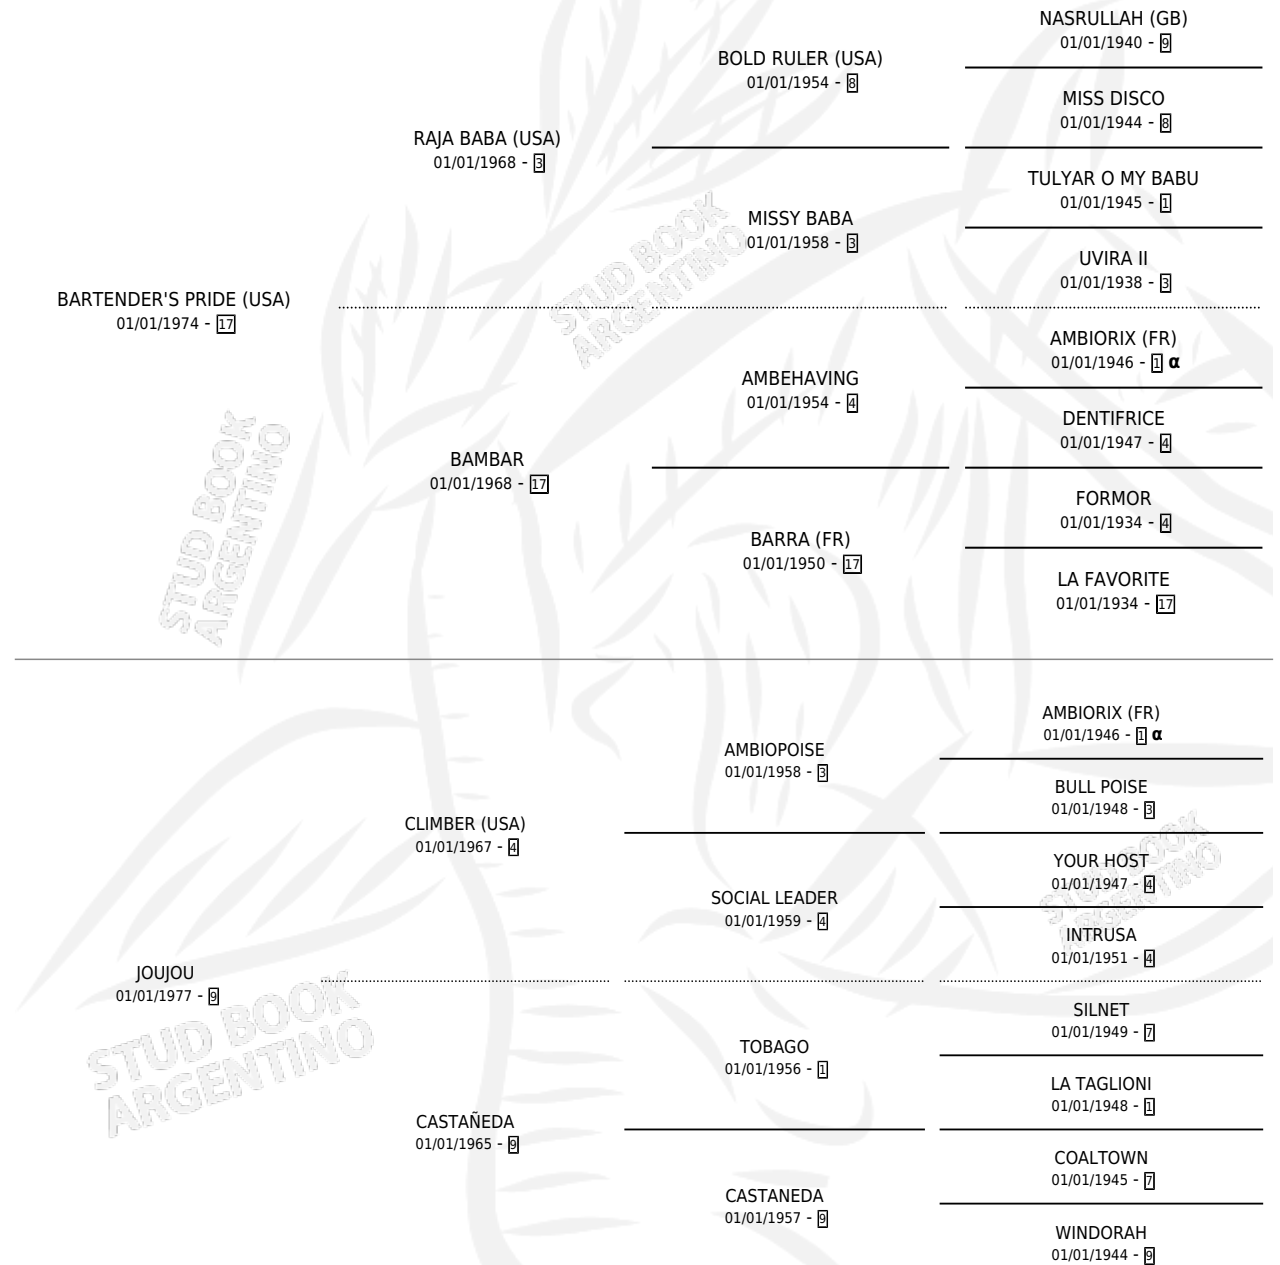 NASRULLAH (GB)
01/01/1940 - 9
BOLD RULER (USA)
01/01/1954 - 8
MISS DISCO
01/01/1944 - 8
RAJA BABA (USA)
01/01/1968 - 3
TULYAR O MY BABU
01/01/1945 - 1
MISSY BABA
01/01/1958 - 3
UVIRA II
01/01/1938 - 3
BARTENDER'S PRIDE (USA)
01/01/1974 - 17
AMBIORIX (FR)
01/01/1946 - 1 α
AMBEHAVING
01/01/1954 - 4
DENTIFRICE
01/01/1947 - 4
BAMBAR
01/01/1968 - 17
FORMOR
01/01/1934 - 4
BARRA (FR)
01/01/1950 - 17
LA FAVORITE
01/01/1934 - 17
AMBIORIX (FR)
01/01/1946 - 1 α
AMBIOPOISE
01/01/1958 - 3
BULL POISE
01/01/1948 - 3
CLIMBER (USA)
01/01/1967 - 4
YOUR HOST
01/01/1947 - 4
SOCIAL LEADER
01/01/1959 - 4
INTRUSA
01/01/1951 - 4
JOUJOU
01/01/1977 - 9
SILNET
01/01/1949 - 7
TOBAGO
01/01/1956 - 1
LA TAGLIONI
01/01/1948 - 1
CASTAÑEDA
01/01/1965 - 9
COALTOWN
01/01/1945 - 7
CASTANEDA
01/01/1957 - 9
WINDORAH
01/01/1944 - 9
STUD BOOK
ARGENTINO
STUD BOOK
ARGENTINO
STUD BOOK
ARGENTINO
STUD BOOK
ARGENTINO